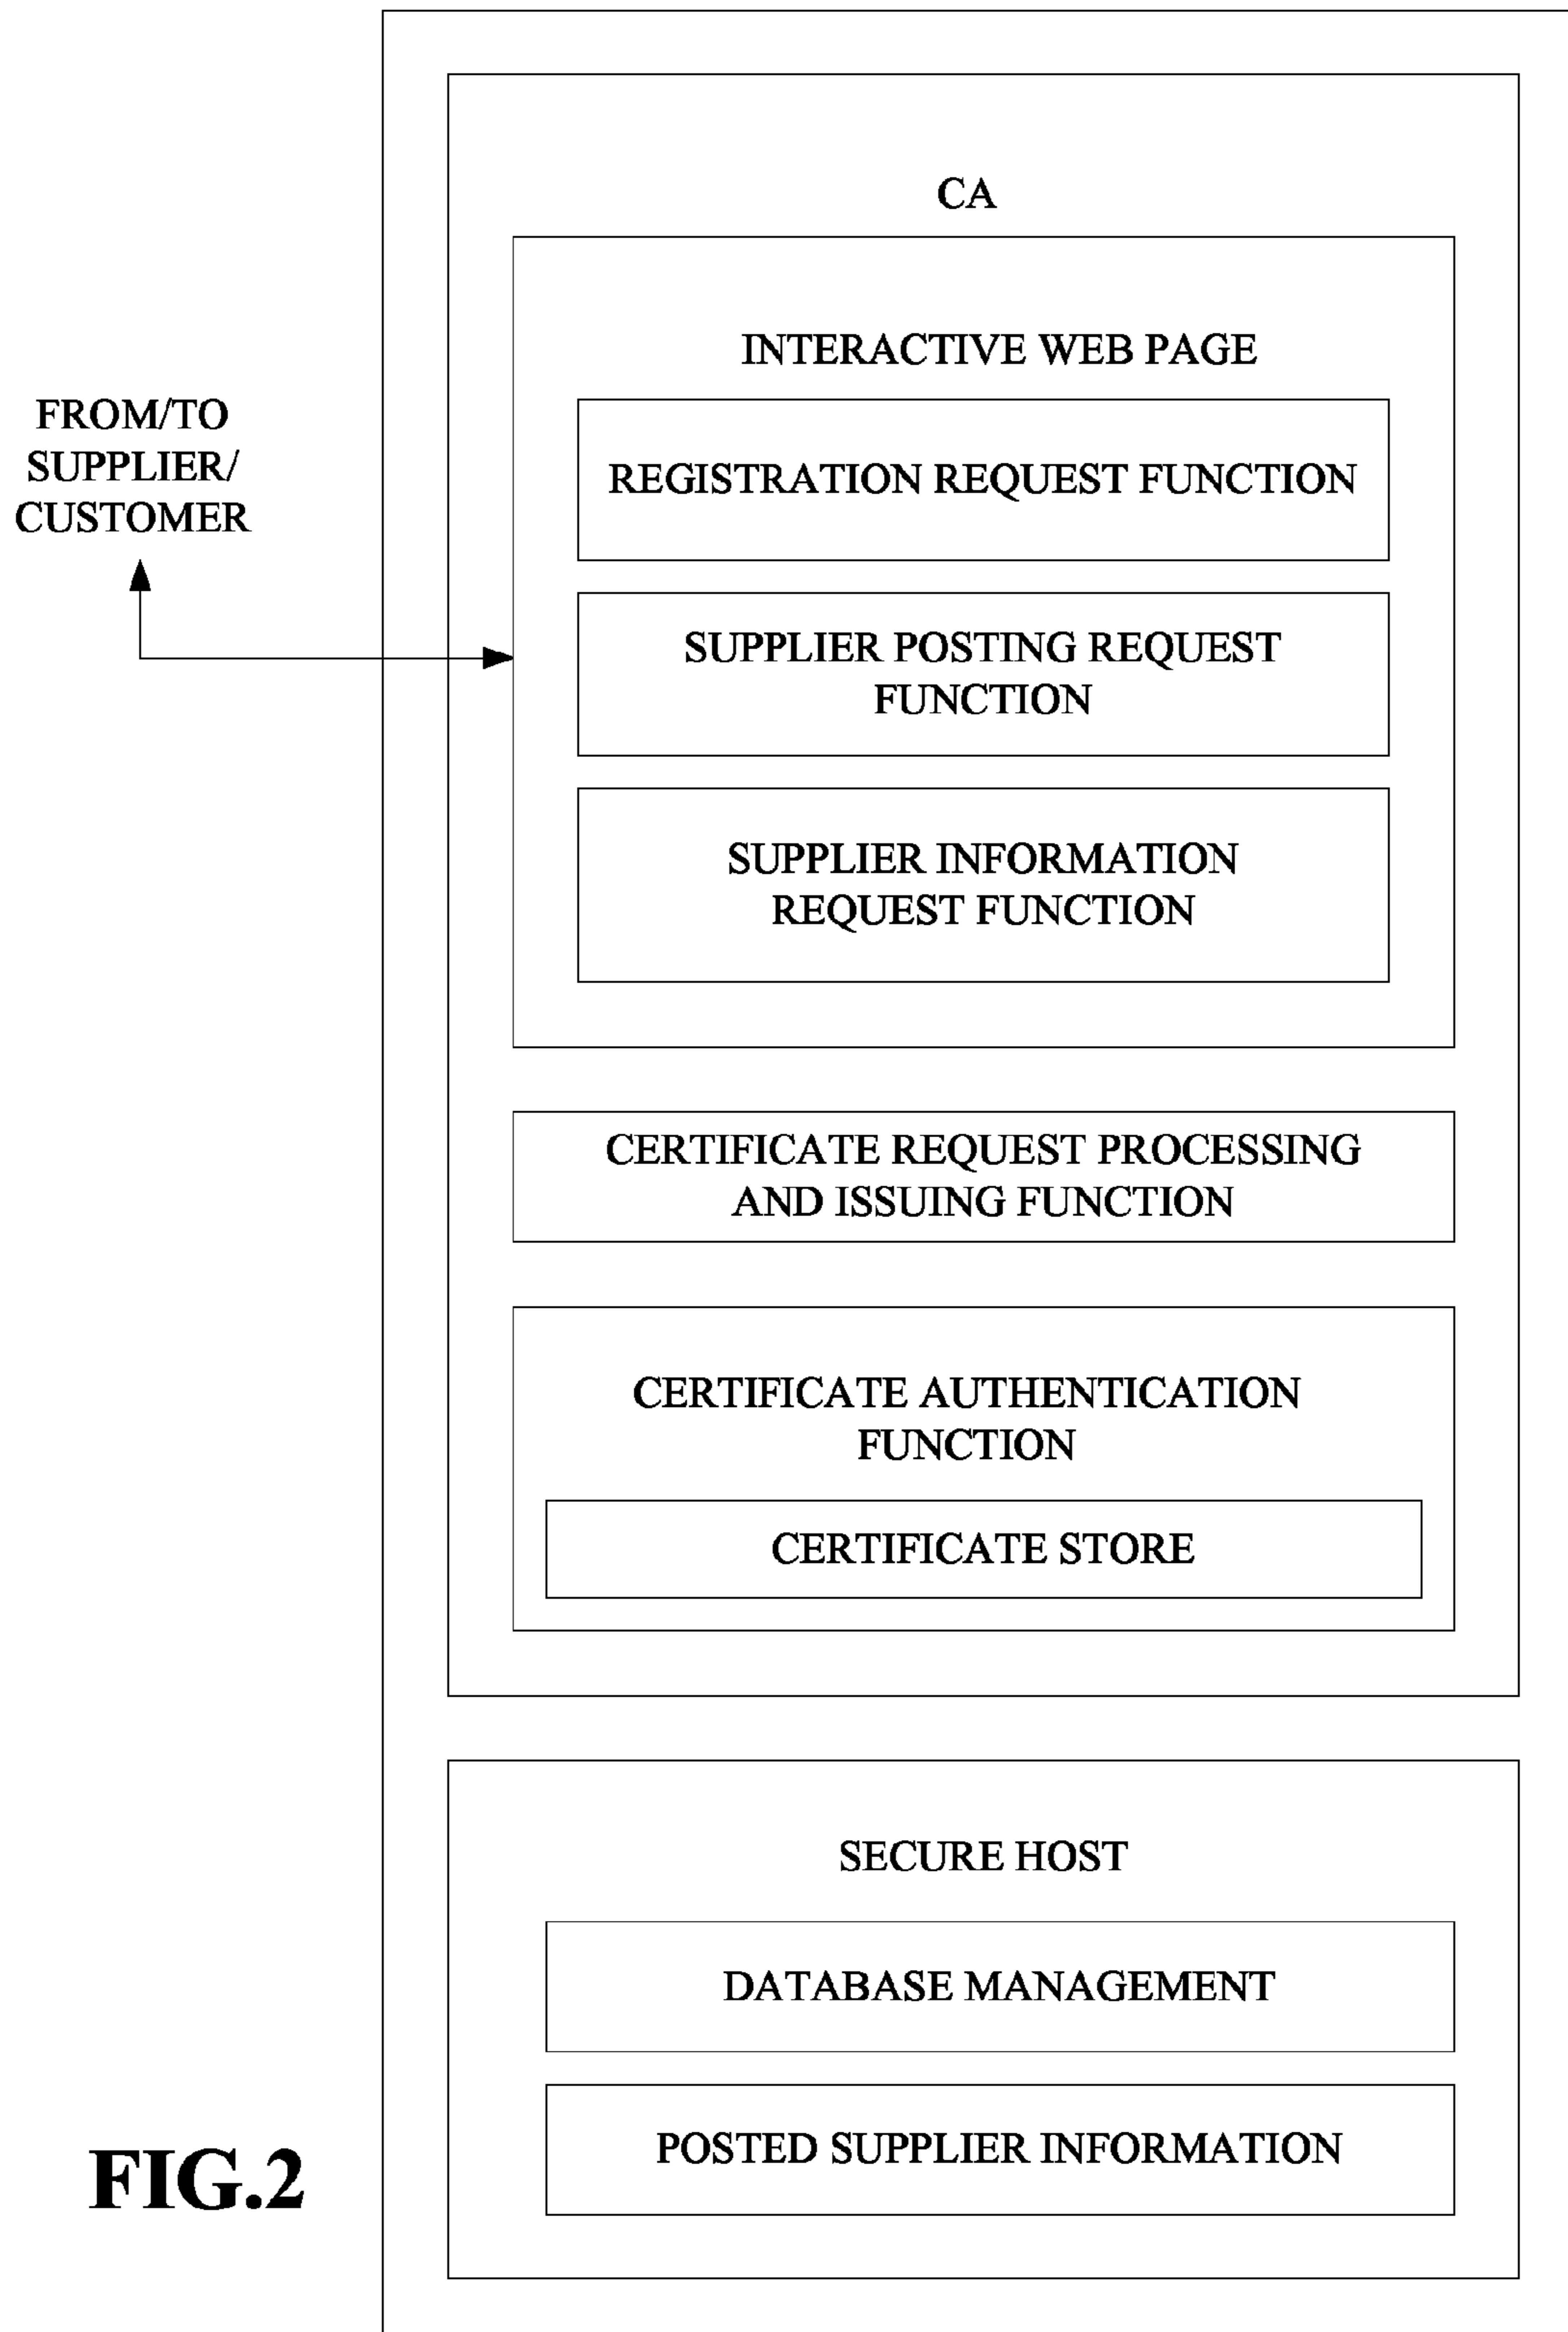 CA
INTERACTIVE WEB PAGE
FROM/TO
SUPPLIER/
CUSTOMER
REGISTRATION REQUEST FUNCTION
SUPPLIER POSTING REQUEST
FUNCTION
SUPPLIER INFORMATION
REQUEST FUNCTION
CERTIFICATE REQUEST PROCESSING
AND ISSUING FUNCTION
CERTIFICATE AUTHENTICATION
FUNCTION
CERTIFICATE STORE
SECURE HOST
DATABASE MANAGEMENT
POSTED SUPPLIER INFORMATION
FIG.2